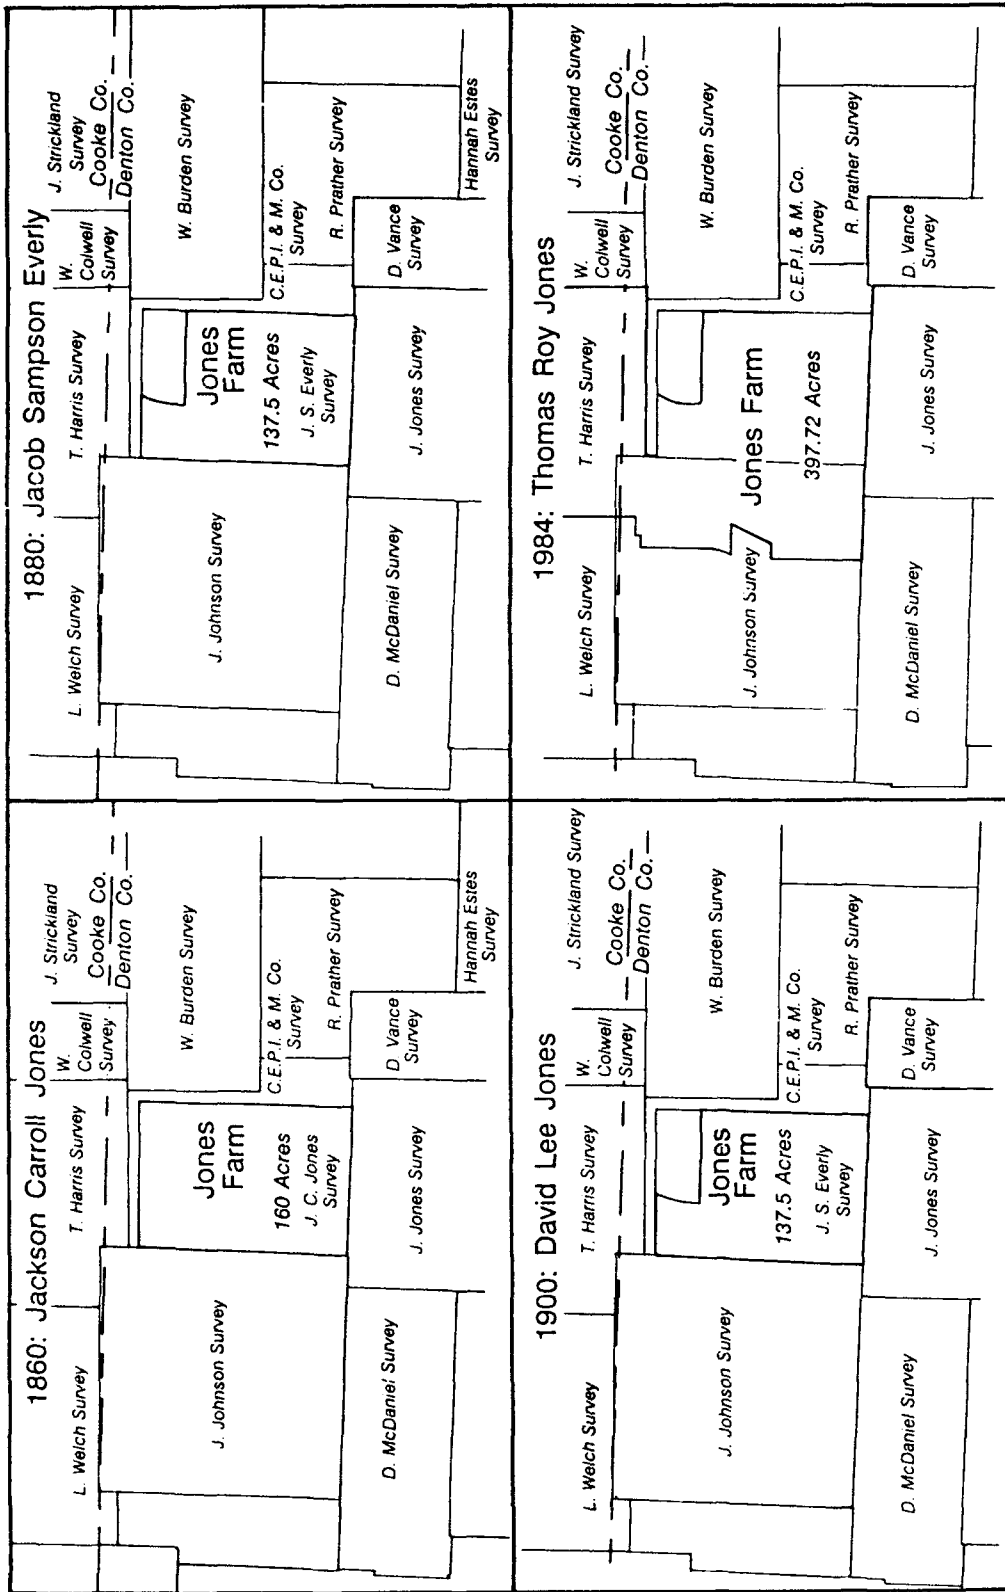 1860: Jackson Carroll Jones
L. Welch Survey
T. Harris Survey
W.
Colwell
Survey
J. Strickland
Survey
Cooke Co.
Denton Co.
J. Johnson Survey
Jones
Farm
160 Acres
J. C. Jones
Survey
W. Burden Survey
C.E.P.I. & M. Co.
Survey
R. Prather Survey
D. McDaniel Survey
J. Jones Survey
D. Vance
Survey
Hannah Estes
Survey
1880: Jacob Sampson Everly
L. Welch Survey
T. Harris Survey
W.
Colwell
Survey
J. Strickland
Survey
Cooke Co.
Denton Co.
J. Johnson Survey
Jones
Farm
137.5 Acres
J. S. Everly
Survey
W. Burden Survey
C.E.P.I. & M. Co.
Survey
R. Prather Survey
D. McDaniel Survey
J. Jones Survey
D. Vance
Survey
Hannah Estes
Survey
1900: David Lee Jones
L. Welch Survey
T. Harris Survey
W.
Colwell
Survey
J. Strickland Survey
Cooke Co.
Denton Co.
J. Johnson Survey
Jones
Farm
137.5 Acres
J. S. Everly
Survey
W. Burden Survey
C.E.P.I. & M. Co.
Survey
R. Prather Survey
D. McDaniel Survey
J. Jones Survey
D. Vance
Survey
1984: Thomas Roy Jones
L. Welch Survey
T. Harris Survey
W.
Colwell
Survey
J. Strickland Survey
Cooke Co.
Denton Co.
J. Johnson Survey
Jones Farm
397.72 Acres
W. Burden Survey
C.E.P.I. & M. Co.
Survey
R. Prather Survey
D. McDaniel Survey
J. Jones Survey
D. Vance
Survey